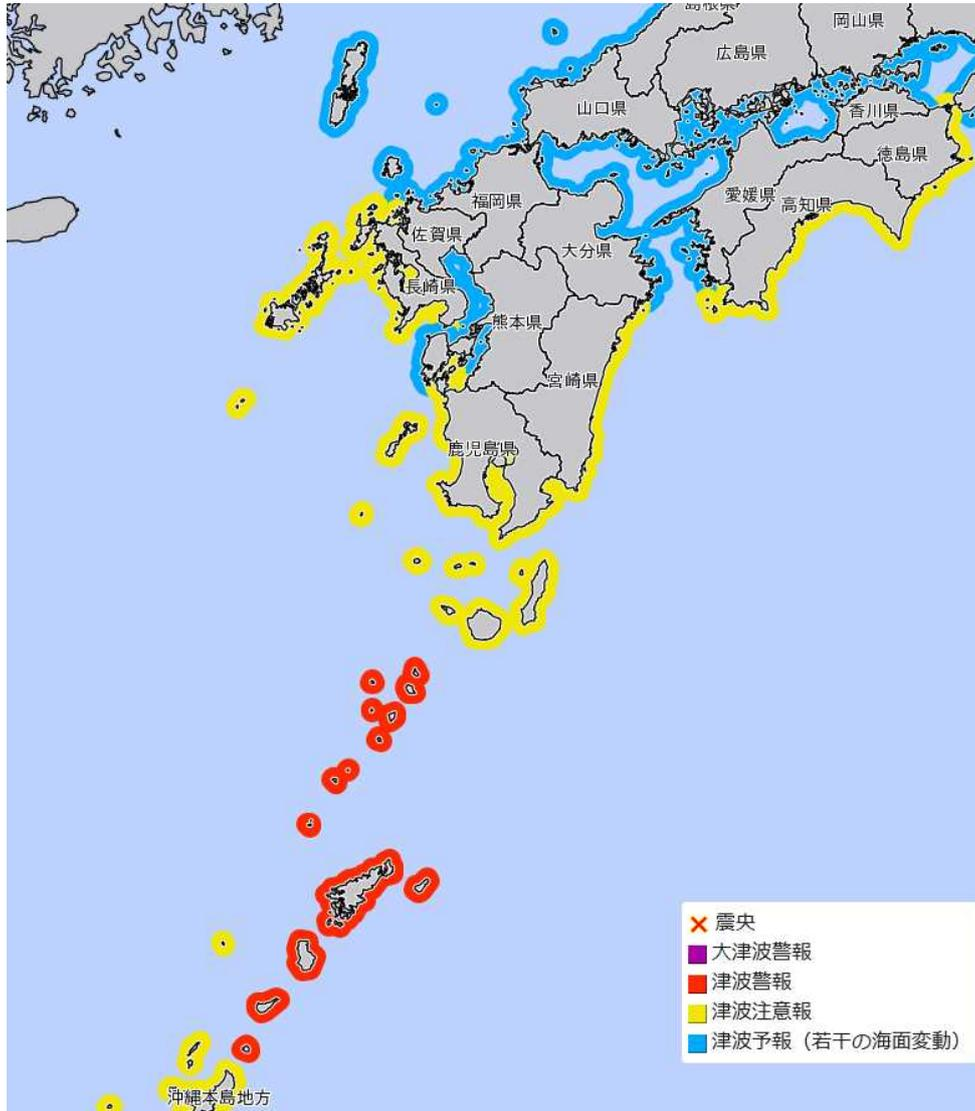 島根県
岡山県
広島県
山口県
香川県
徳島県
愛媛県
高知県
福岡県
佐賀県
大分県
長崎県
熊本県
宮崎県
鹿児島県
沖縄本島地方
震央
大津波警報
津波警報
津波注意報
津波予報（若干の海面変動）